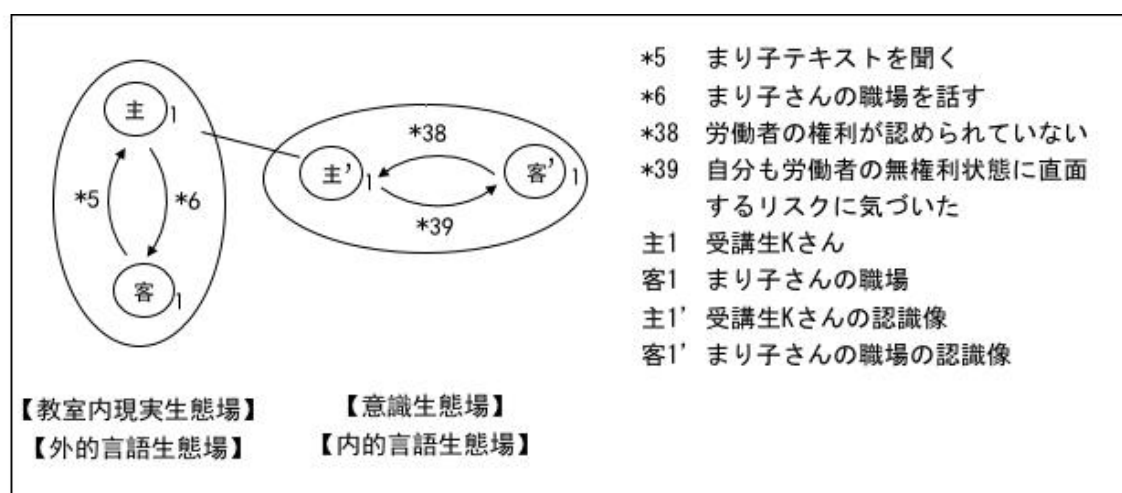 主 1
*5
*6
客 1
*38
主’ 1
客’ 1
*39
【教室内現実生態場】
【外的言語生態場】
【意識生態場】
【内的言語生態場】
*5 まり子テキストを聞く
*6 まり子さんの職場を話す
*38 労働者の権利が認められていない
*39 自分も労働者の無権利状態に直面
するリスクに気づいた
主1 受講生Kさん
客1 まり子さんの職場
主1’ 受講生Kさんの認識像
客1’ まり子さんの職場の認識像